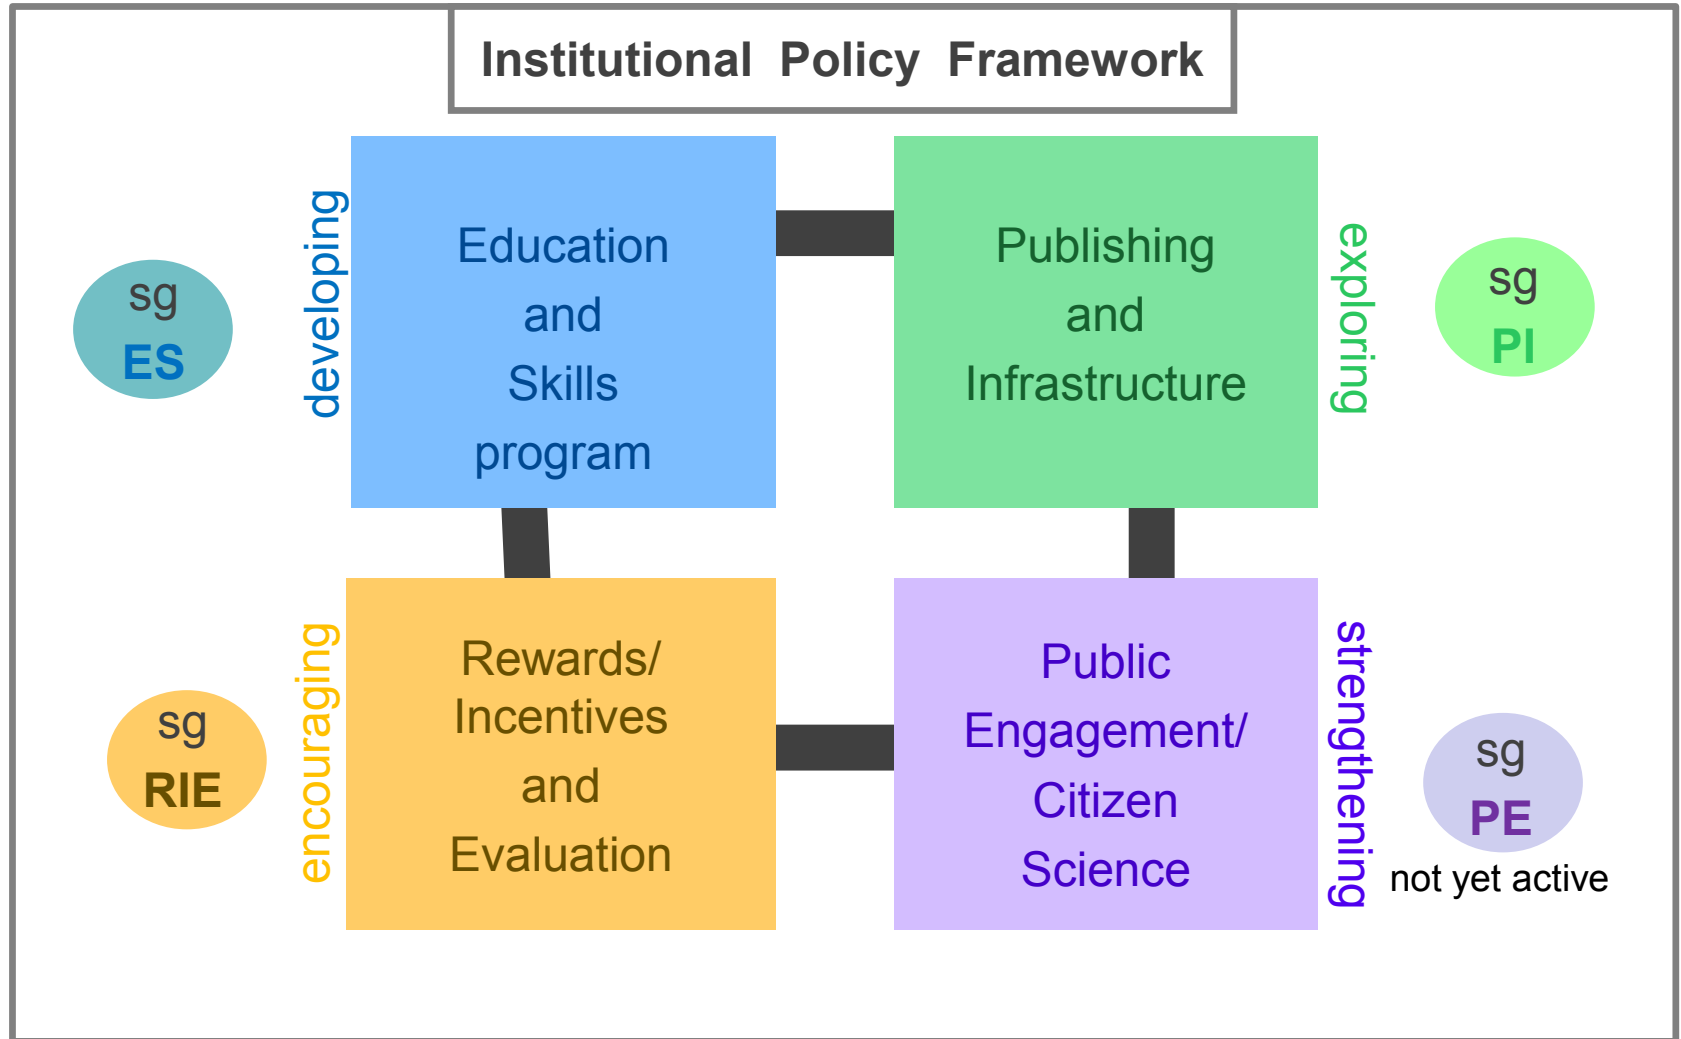 Institutional Policy Framework
developing
Education
and
Skills
program
sg
ES
Publishing
and
Infrastructure
exploring
sg
PI
encouraging
Rewards/
Incentives
and
Evaluation
sg
RIE
Public
Engagement/
Citizen
Science
strengthening
sg
PE
not yet active